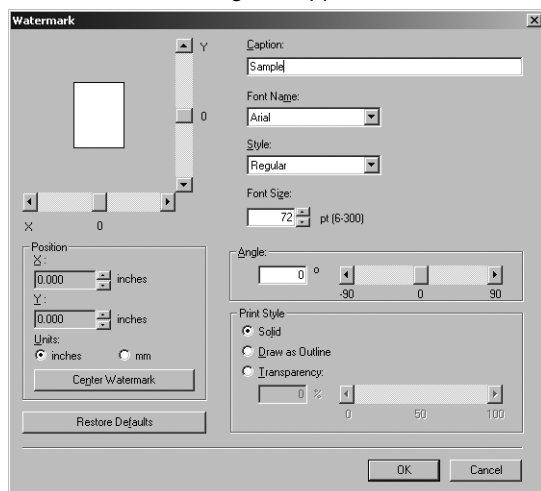 Watermark
Y
0
X 0
Position
X:
0.000 inches
Y:
0.000 inches
Units:
inches mm
Center Watermark
Restore Defaults
Caption:
Sample
Font Name:
Arial
Style:
Regular
Font Size:
72 pt (6-300)
Angle:
0 °
-90 0 90
Print Style
Solid
Draw as Outline
Transparency:
0 %
0 50 100
OK Cancel